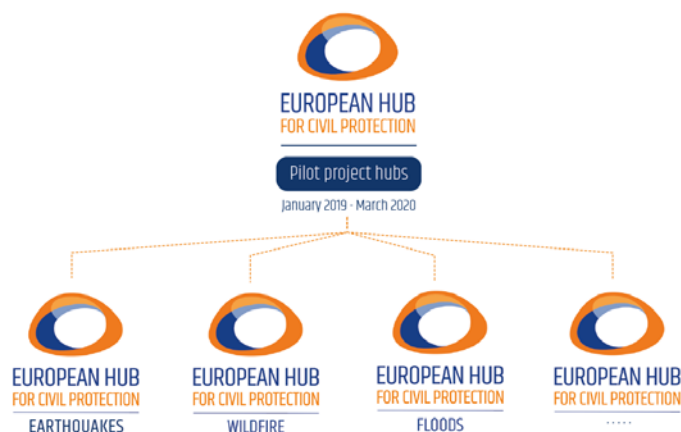 EUROPEAN HUB
FOR CIVIL PROTECTION
Pilot project hubs
January 2019 - March 2020
EUROPEAN HUB
FOR CIVIL PROTECTION
EARTHQUAKES
EUROPEAN HUB
FOR CIVIL PROTECTION
WILDFIRE
EUROPEAN HUB
FOR CIVIL PROTECTION
FLOODS
EUROPEAN HUB
FOR CIVIL PROTECTION
.....